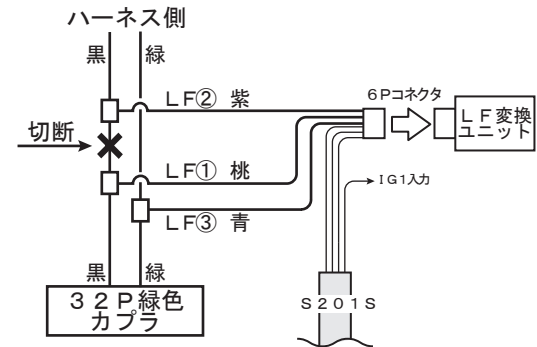 ハーネス側
黒 緑
LF② 紫
6Pコネクタ
LF変換
ユニット
切断
LF① 桃
IG1入力
LF③ 青
黒 緑
32P緑色
カプラ
S201S